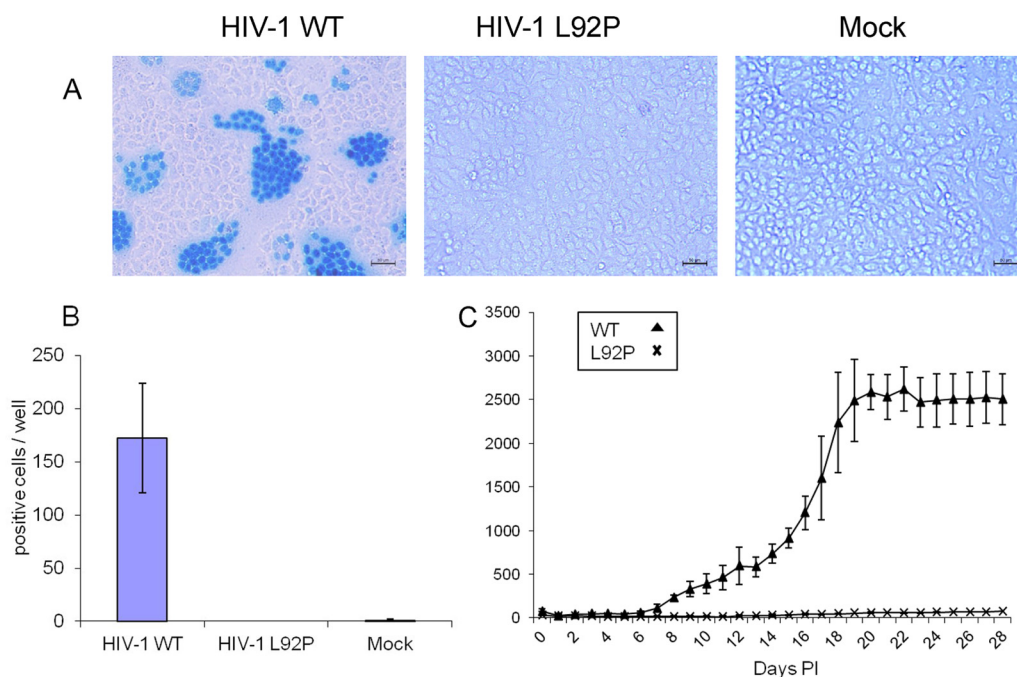 HIV-1 WT HIV-1 L92P Mock
A
B
250
200
150
100
50
0
positive cells / well
HIV-1 WT HIV-1 L92P Mock
C
3500
3000
2500
2000
1500
1000
500
0
WT
L92P
0 2 4 6 8 10 12 14 16 18 20 22 24 26 28
Days PI